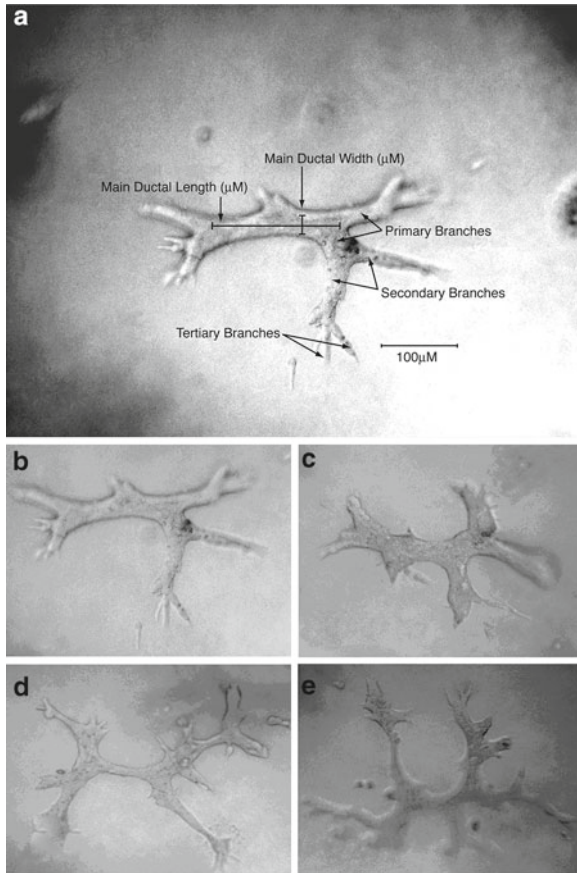 a
Main Ductal Width (μM)
Main Ductal Length (μM)
Primary Branches
Secondary Branches
Tertiary Branches
100μM
b
c
d
e